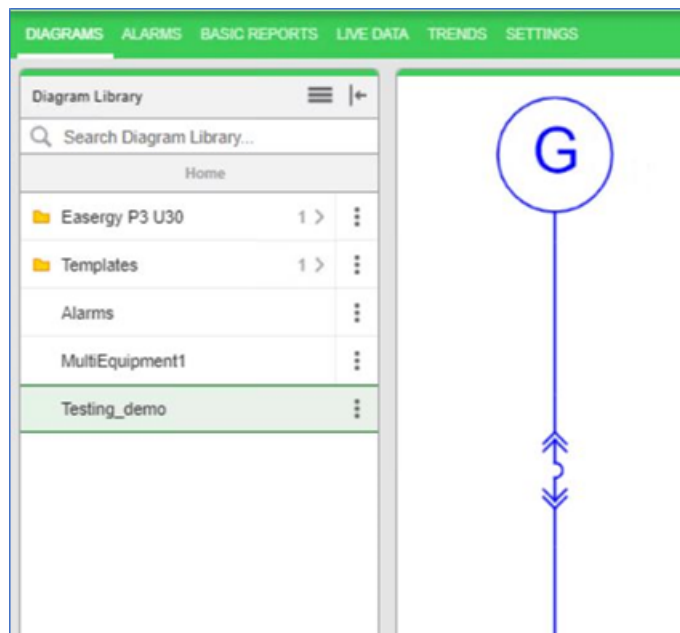 DIAGRAMS ALARMS BASIC REPORTS LIVE DATA TRENDS SETTINGS
Diagram Library
Search Diagram Library...
Home
Easergy P3 U30 1
Templates 1
Alarms
MultiEquipment1
Testing_demo
G